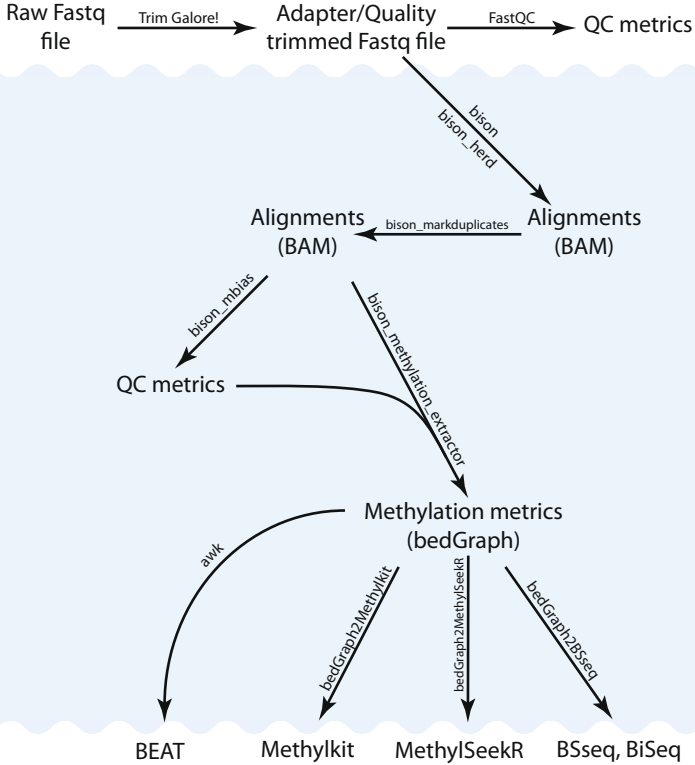 Raw Fastq
file
Trim Galore!
Adapter/Quality
trimmed Fastq file
FastQC
QC metrics
bison
bison_herd
Alignments
(BAM)
bison_markduplicates
Alignments
(BAM)
bison_mbias
bison_methylation_extractor
QC metrics
Methylation metrics
(bedGraph)
awk
bedGraph2Methylkit
bedGraph2MethylSeekR
bedGraph2BSseq
BEAT
Methylkit
MethylSeekR
BSseq, BiSeq